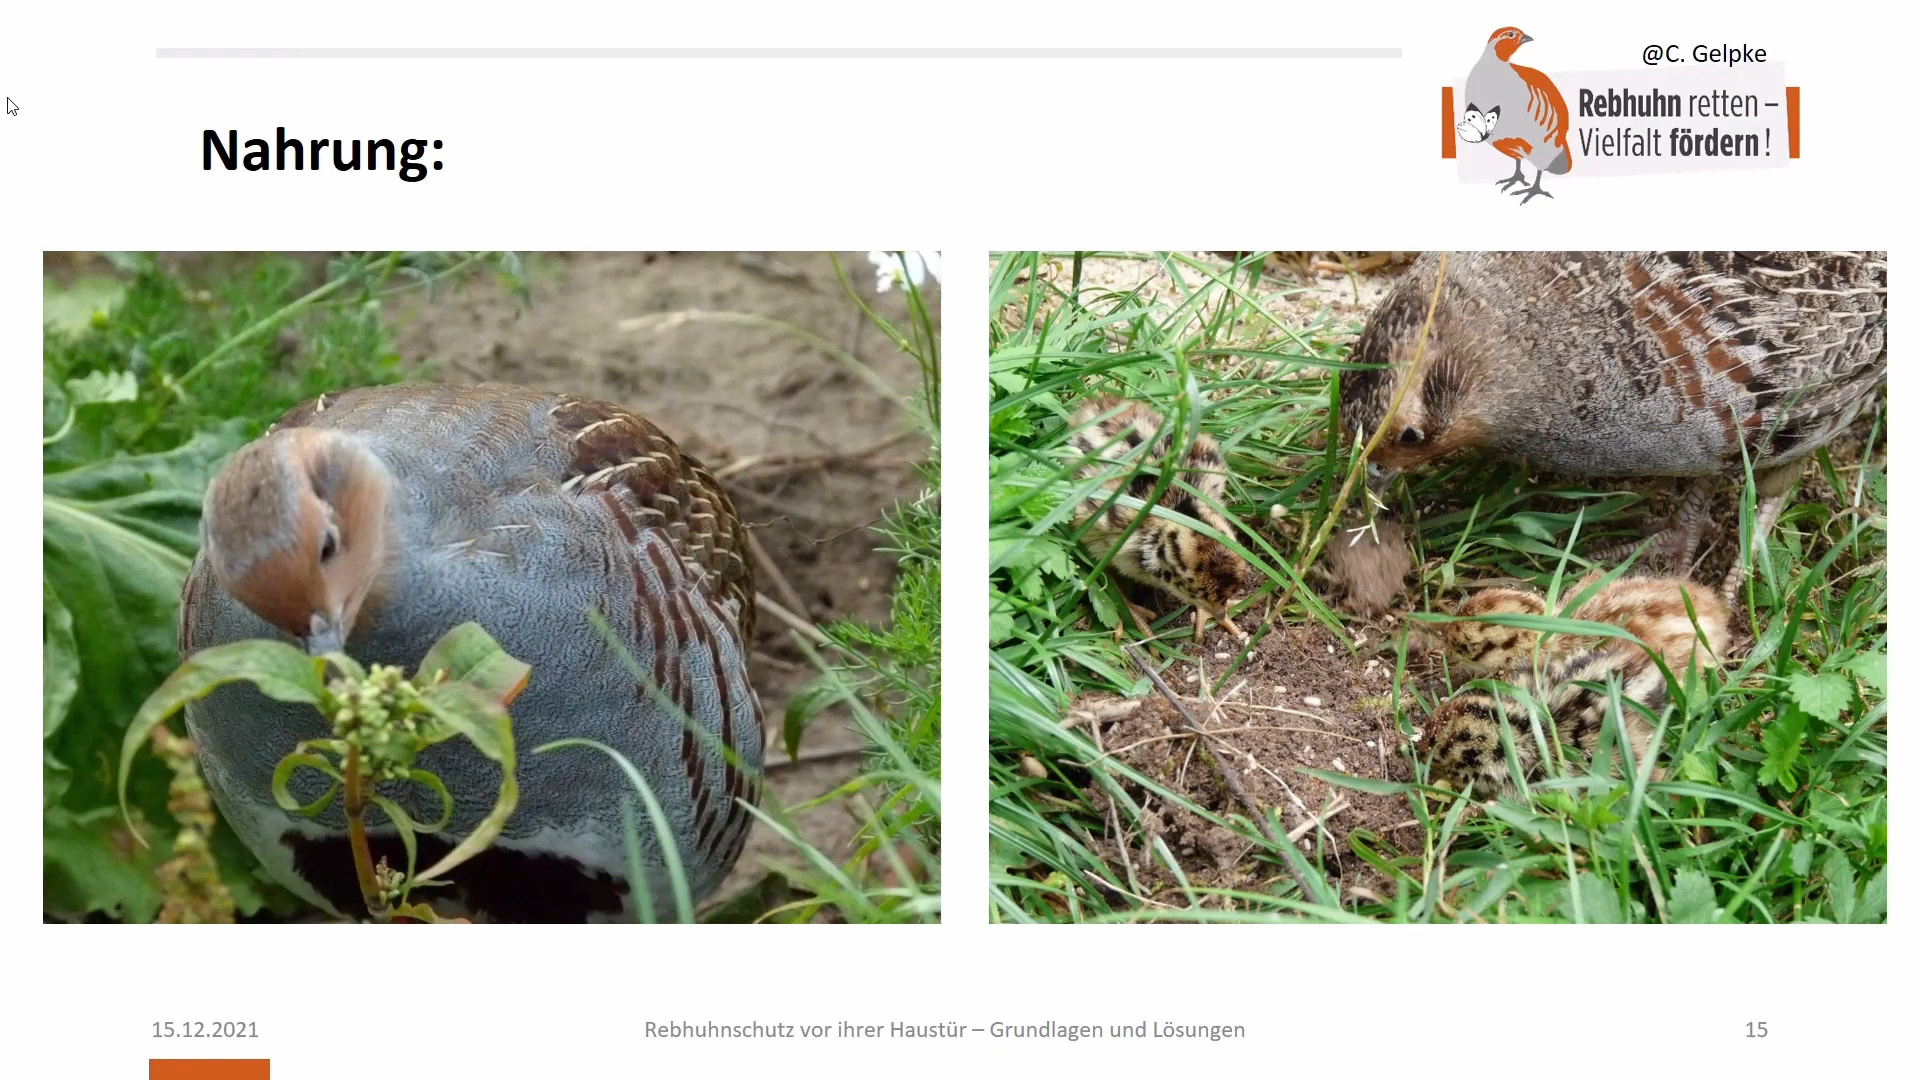 @C. Gelpke
Rebhuhn retten –
Vielfalt fördern!
Nahrung:
15.12.2021
Rebhuhnschutz vor ihrer Haustür – Grundlagen und Lösungen
15